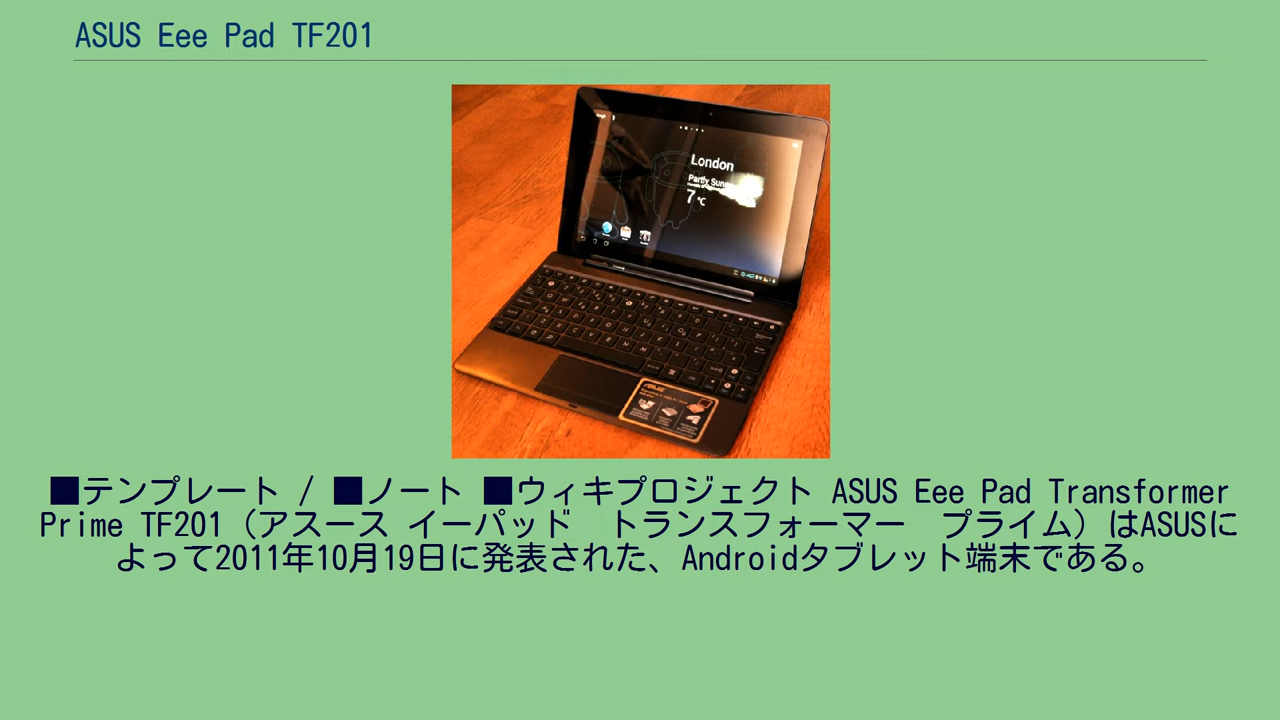 ASUS Eee Pad TF201
London
Partly Sunny
7℃
ASUS
■テンプレート / ■ノート ■ウィキプロジェクト ASUS Eee Pad Transformer
Prime TF201（アスース イーパッド　トランスフォーマー　プライム）はASUSに
よって2011年10月19日に発表された、Androidタブレット端末である。